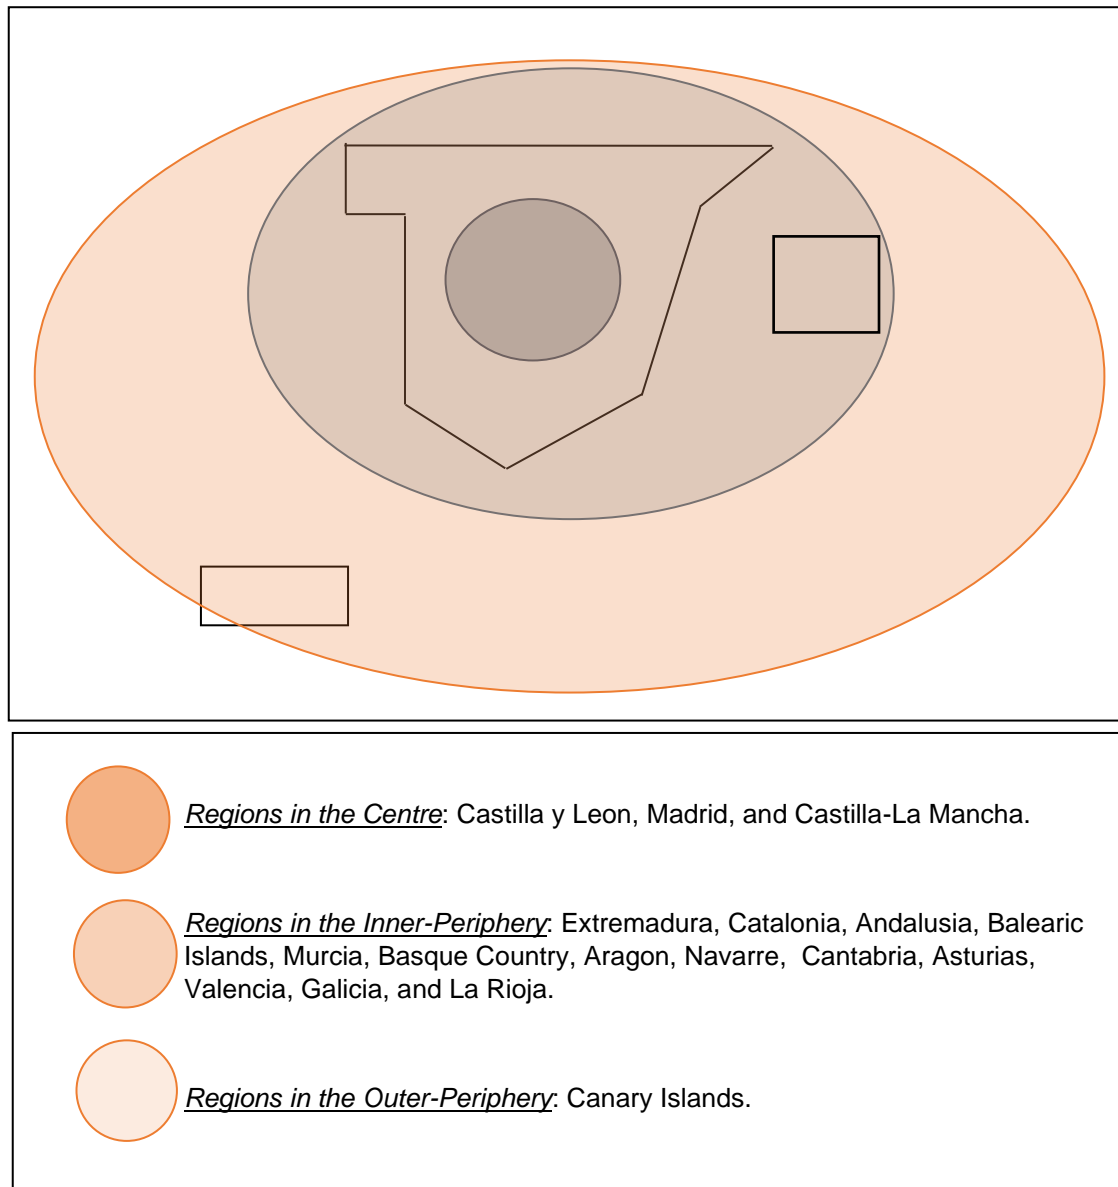 Regions in the Centre: Castilla y Leon, Madrid, and Castilla-La Mancha.
Regions in the Inner-Periphery: Extremadura, Catalonia, Andalusia, Balearic
Islands, Murcia, Basque Country, Aragon, Navarre, Cantabria, Asturias,
Valencia, Galicia, and La Rioja.
Regions in the Outer-Periphery: Canary Islands.